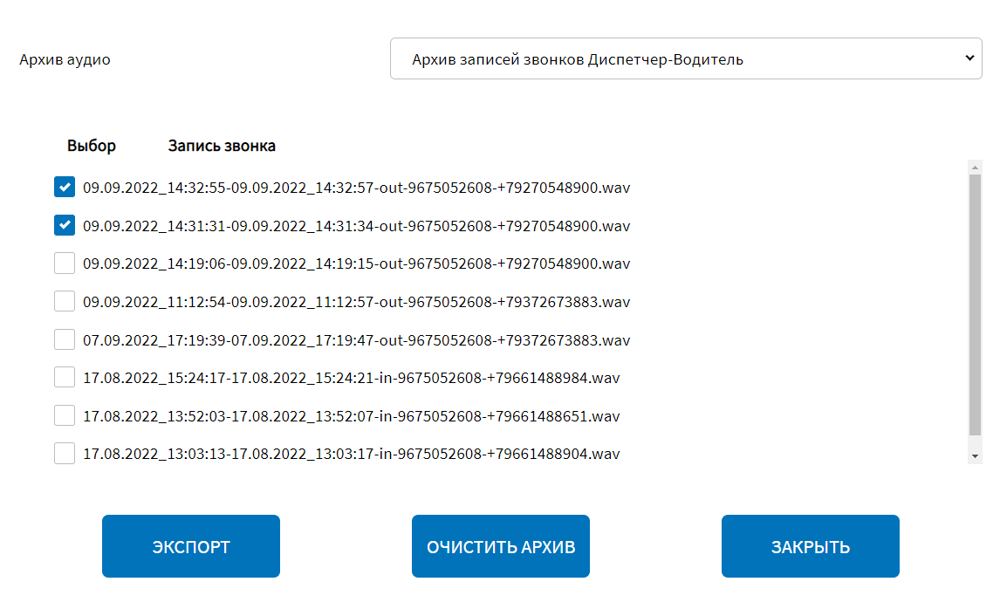 Архив аудио
Архив записей звонков Диспетчер-Водитель
Выбор Запись звонка
09.09.2022_14:32:55-09.09.2022_14:32:57-out-9675052608-+79270548900.wav
09.09.2022_14:31:31-09.09.2022_14:31:34-out-9675052608-+79270548900.wav
09.09.2022_14:19:06-09.09.2022_14:19:15-out-9675052608-+79270548900.wav
09.09.2022_11:12:54-09.09.2022_11:12:57-out-9675052608-+79372673883.wav
07.09.2022_17:19:39-07.09.2022_17:19:47-out-9675052608-+79372673883.wav
17.08.2022_15:24:17-17.08.2022_15:24:21-in-9675052608-+79661488984.wav
17.08.2022_13:52:03-17.08.2022_13:52:07-in-9675052608-+79661488651.wav
17.08.2022_13:03:13-17.08.2022_13:03:17-in-9675052608-+79661488904.wav
ЭКСПОРТ ОЧИСТИТЬ АРХИВ ЗАКРЫТЬ